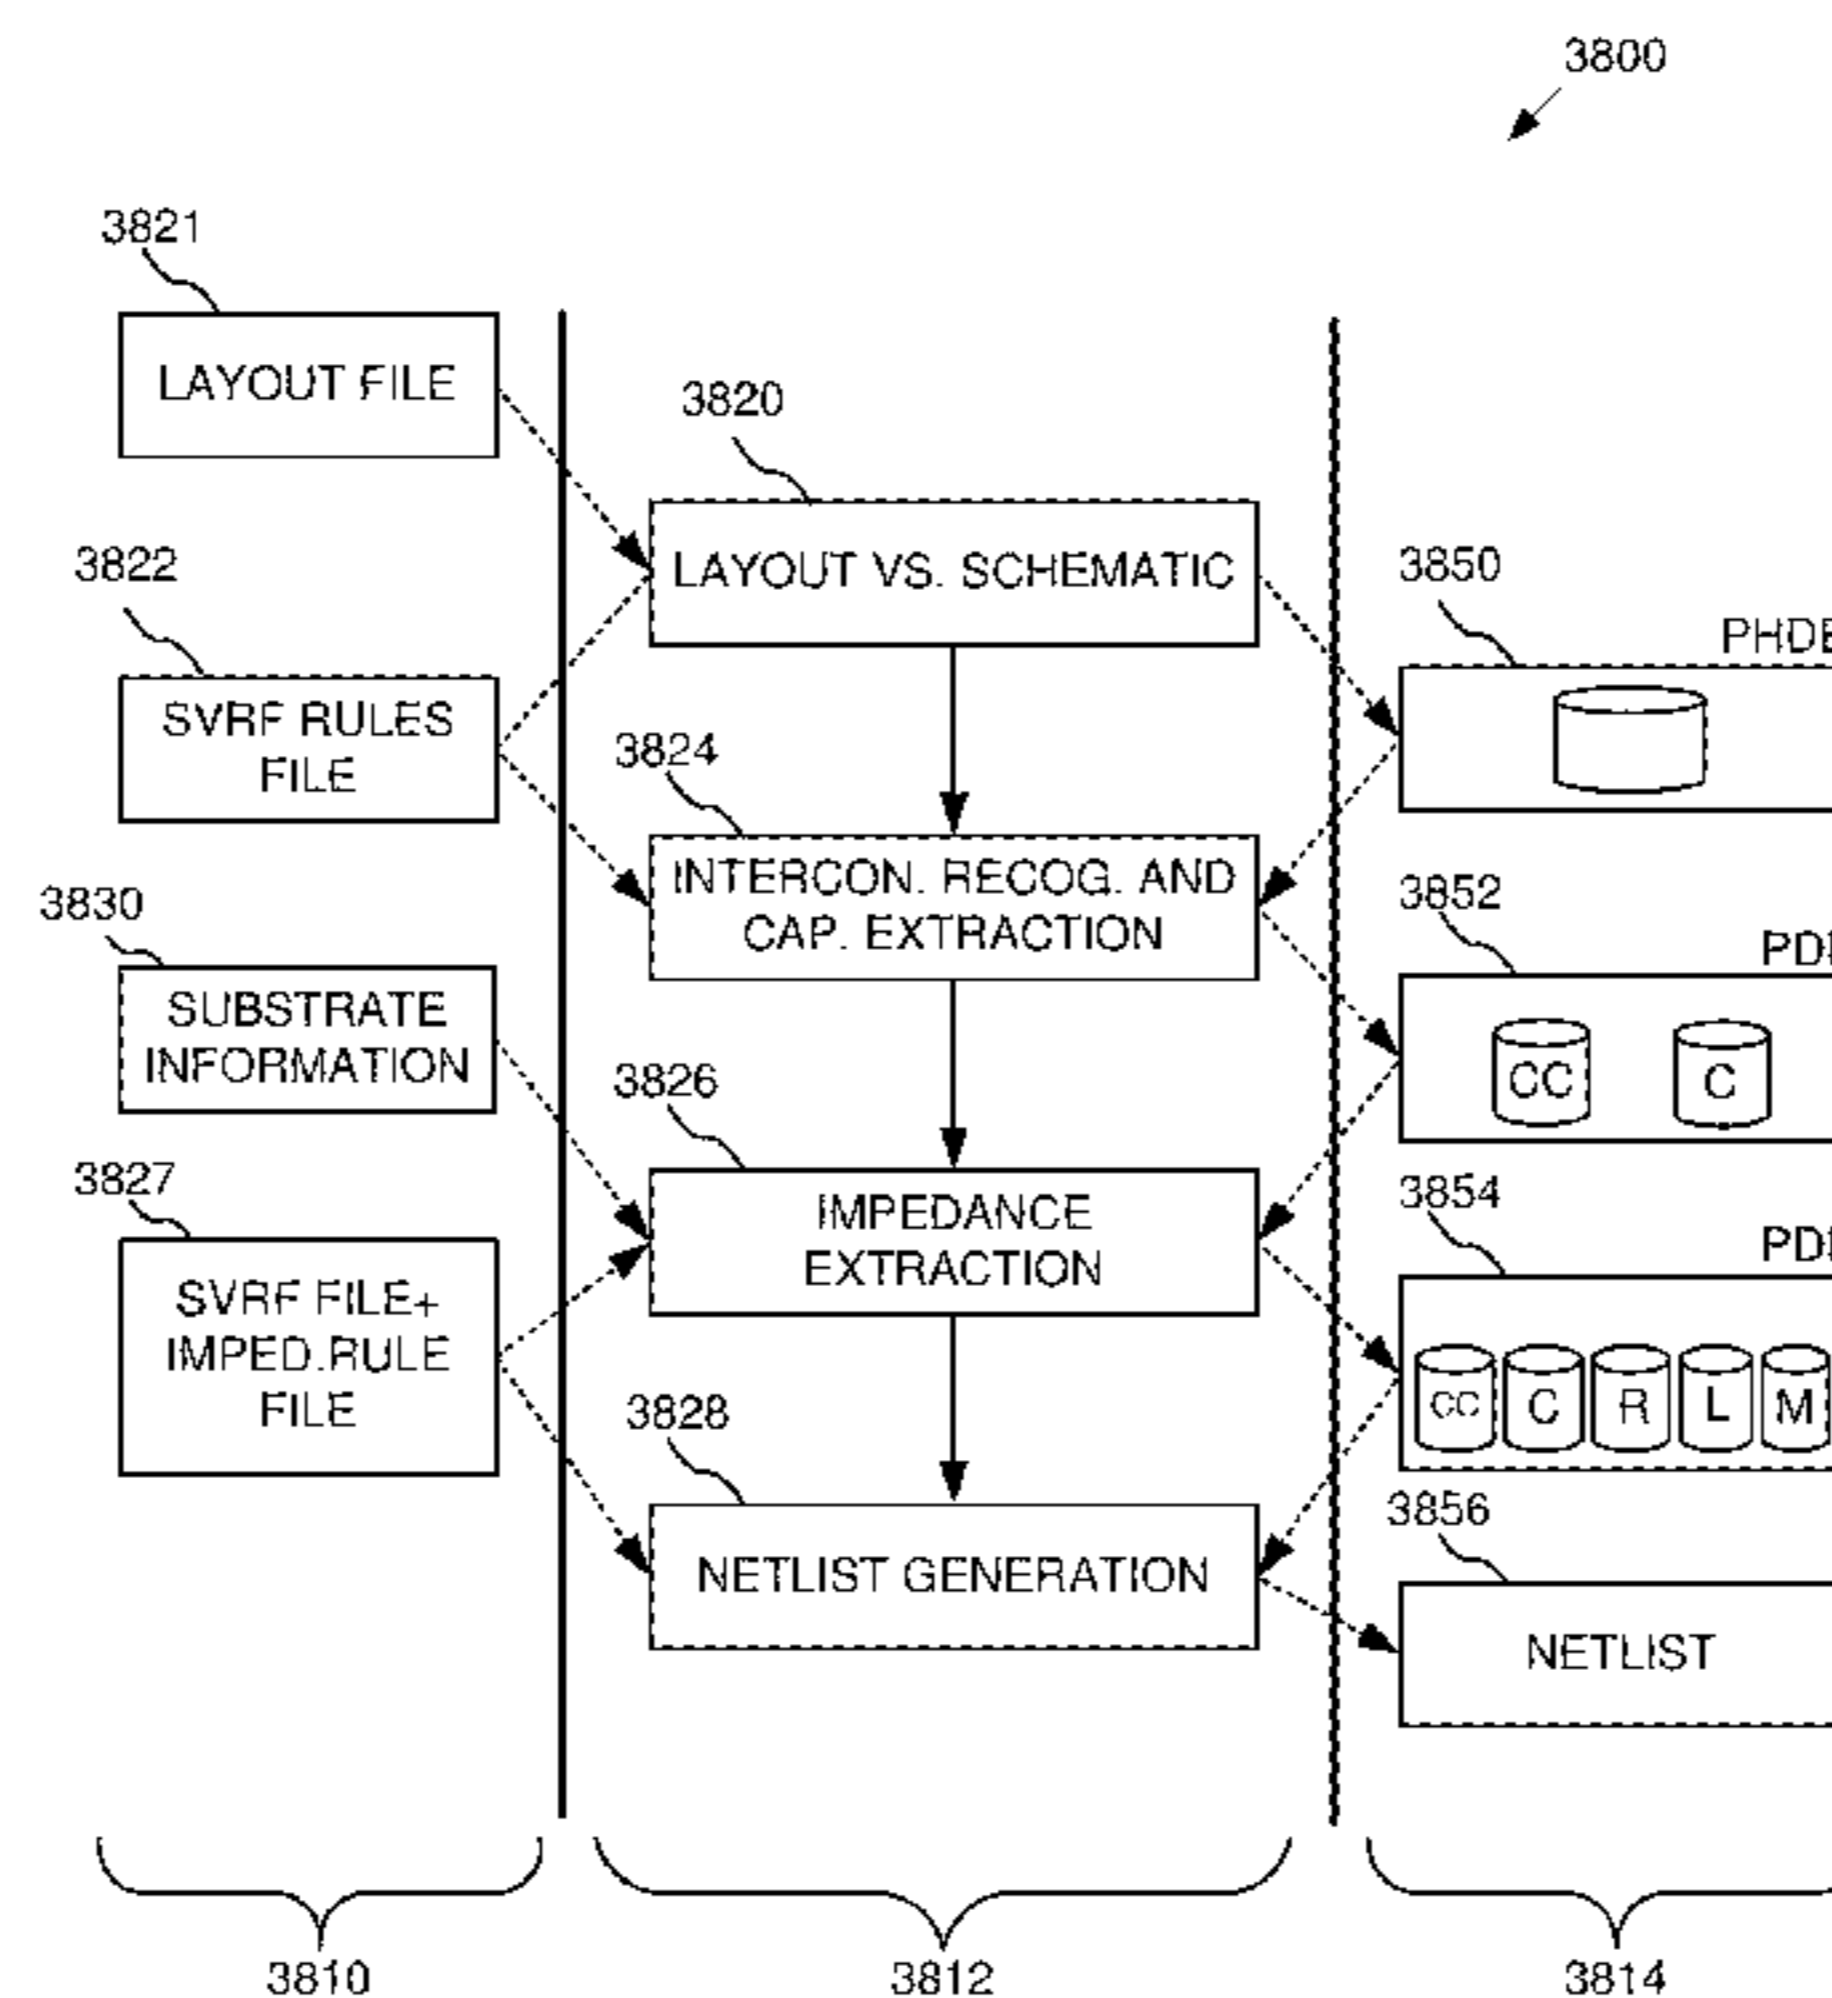 3800
3821
LAYOUT FILE
3820
LAYOUT VS. SCHEMATIC
3822
SVRF RULES
FILE
3850
3824
INTERCON. RECOG. AND
CAP. EXTRACTION
3830
SUBSTRATE
INFORMATION
3852
CC
C
3826
IMPEDANCE
EXTRACTION
3827
SVRF FILE+
IMPED.RULE
FILE
3854
CC
C
R
L
M
3828
NETLIST GENERATION
3856
NETLIST
3810
3812
3814